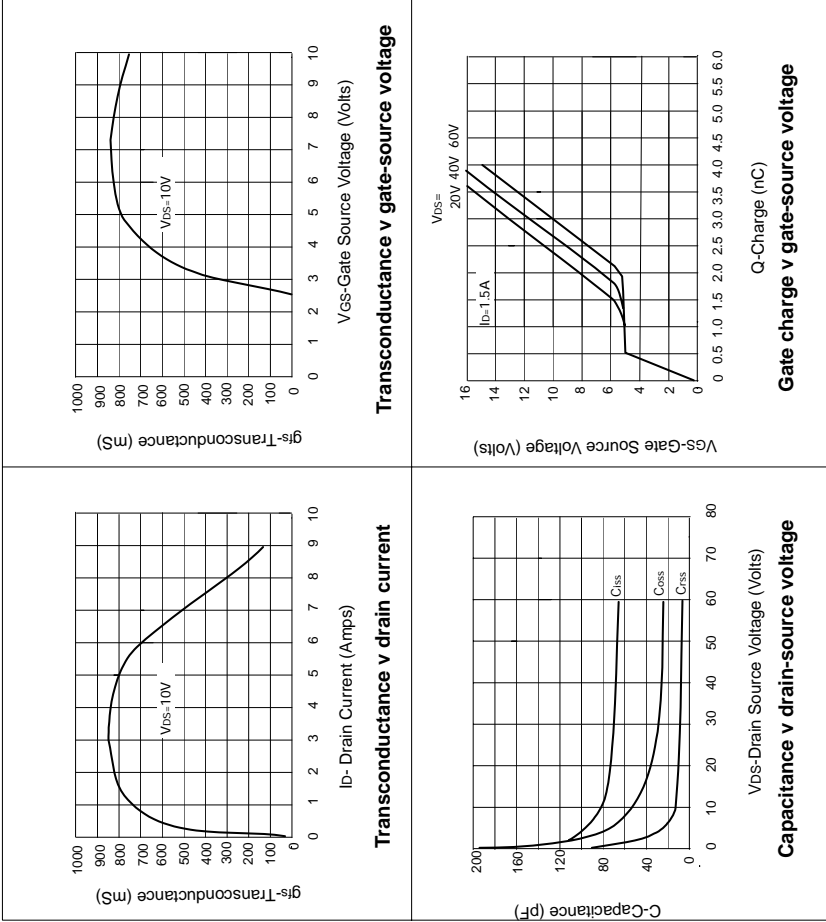 gfs-Transconductance (mS)
1000
900
800
700
600
500
400
300
200
100
0
VDS=10V
0 1 2 3 4 5 6 7 8 9 10
ID- Drain Current (Amps)
Transconductance v drain current
gfs-Transconductance (mS)
1000
900
800
700
600
500
400
300
200
100
0
VDS=10V
0 1 2 3 4 5 6 7 8 9 10
VGS-Gate Source Voltage (Volts)
Transconductance v gate-source voltage
C-Capacitance (pF)
200
160
120
80
40
0
Ciss
Coss
Crss
0 10 20 30 40 50 60 70 80
VDS-Drain Source Voltage (Volts)
Capacitance v drain-source voltage
VGS-Gate Source Voltage (Volts)
16
14
12
10
8
6
4
2
0
ID=1.5A
VDS=
20V 40V 60V
0 0.5 1.0 1.5 2.0 2.5 3.0 3.5 4.0 4.5 5.0 5.5 6.0
Q-Charge (nC)
Gate charge v gate-source voltage